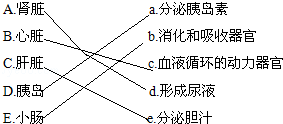 A.肾脏 a.分泌胰岛素
B.心脏 b.消化和吸收器官
C.肝脏 c.血液循环的动力器官
D.胰岛 d.形成尿液
E.小肠 e.分泌胆汁